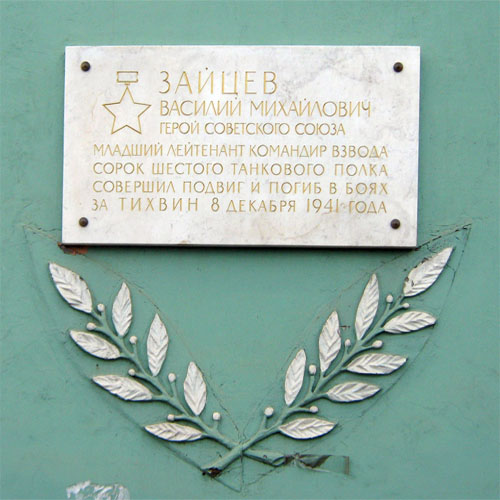 ЗАЙЦЕВ
ВАСИЛИЙ МИХАЙЛОВИЧ
ГЕРОЙ СОВЕТСКОГО СОЮЗА
МЛАДШИЙ ЛЕЙТЕНАНТ КОМАНДИР ВЗВОДА
СОРОК ШЕСТОГО ТАНКОВОГО ПОЛКА
СОВЕРШИЛ ПОДВИГ И ПОГИБ В БОЯХ
ЗА ТИХВИН 8 ДЕКАБРЯ 1941 ГОДА